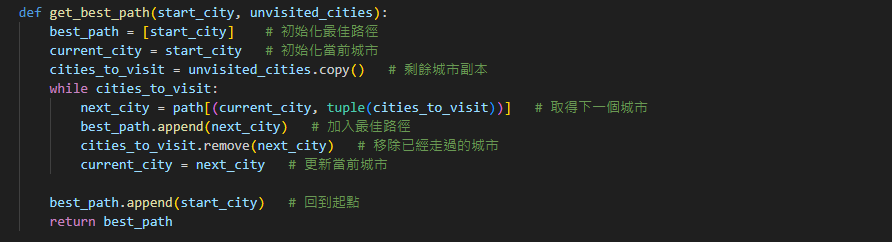 def get_best_path(start_city, unvisited_cities):
    best_path = [start_city]    # 初始化最佳路徑
    current_city = start_city   # 初始化當前城市
    cities_to_visit = unvisited_cities.copy()   # 剩餘城市副本
    while cities_to_visit:
        next_city = path[(current_city, tuple(cities_to_visit))]   # 取得下一個城市
        best_path.append(next_city)   # 加入最佳路徑
        cities_to_visit.remove(next_city)   # 移除已經走過的城市
        current_city = next_city   # 更新當前城市
    best_path.append(start_city)   # 回到起點
    return best_path